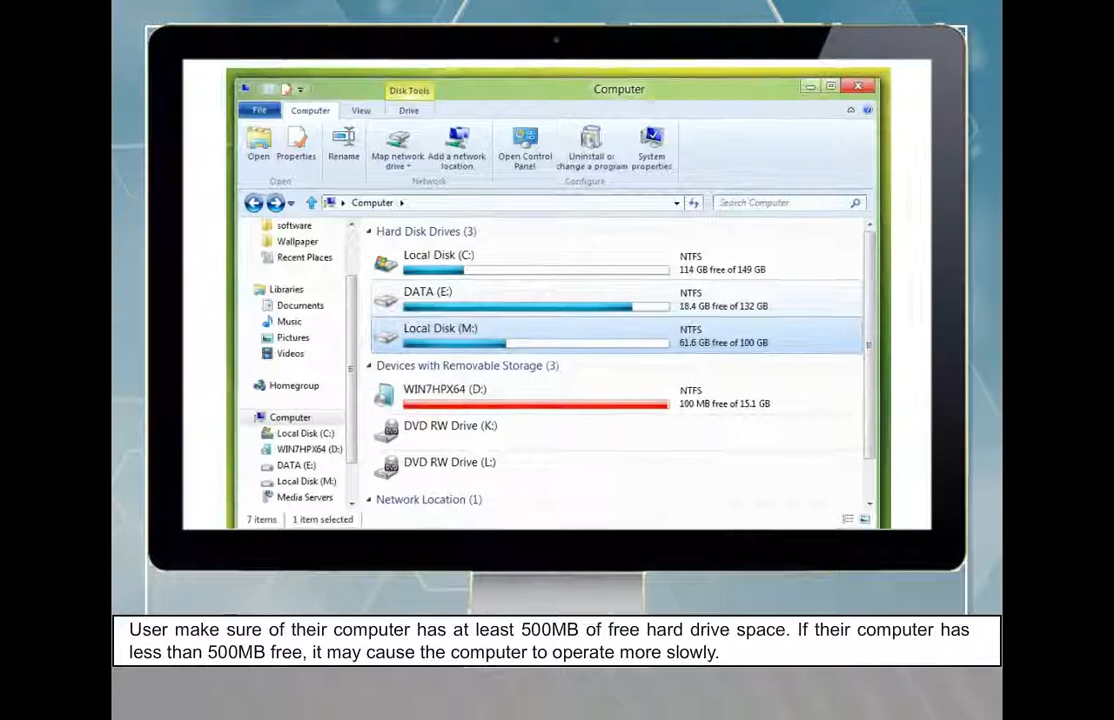 Disk Tools
Computer
File
Computer
View
Drive
Open
Properties
Rename
Map network drive
Add a network location
Open Control Panel
Uninstall or change a program
System properties
Open
Network
Configure
Computer
Search Computer
software
Wallpaper
Recent Places
Libraries
Documents
Music
Pictures
Videos
Homegroup
Computer
Local Disk (C:)
WIN7HPX64 (D:)
DATA (E:)
Local Disk (M:)
Media Servers
Hard Disk Drives (3)
Local Disk (C:)
NTFS
114 GB free of 149 GB
DATA (E:)
NTFS
18.4 GB free of 132 GB
Local Disk (M:)
NTFS
61.6 GB free of 100 GB
Devices with Removable Storage (3)
WIN7HPX64 (D:)
NTFS
100 MB free of 15.1 GB
DVD RW Drive (K:)
DVD RW Drive (L:)
Network Location (1)
7 items
1 item selected
User make sure of their computer has at least 500MB of free hard drive space. If their computer has
less than 500MB free, it may cause the computer to operate more slowly.